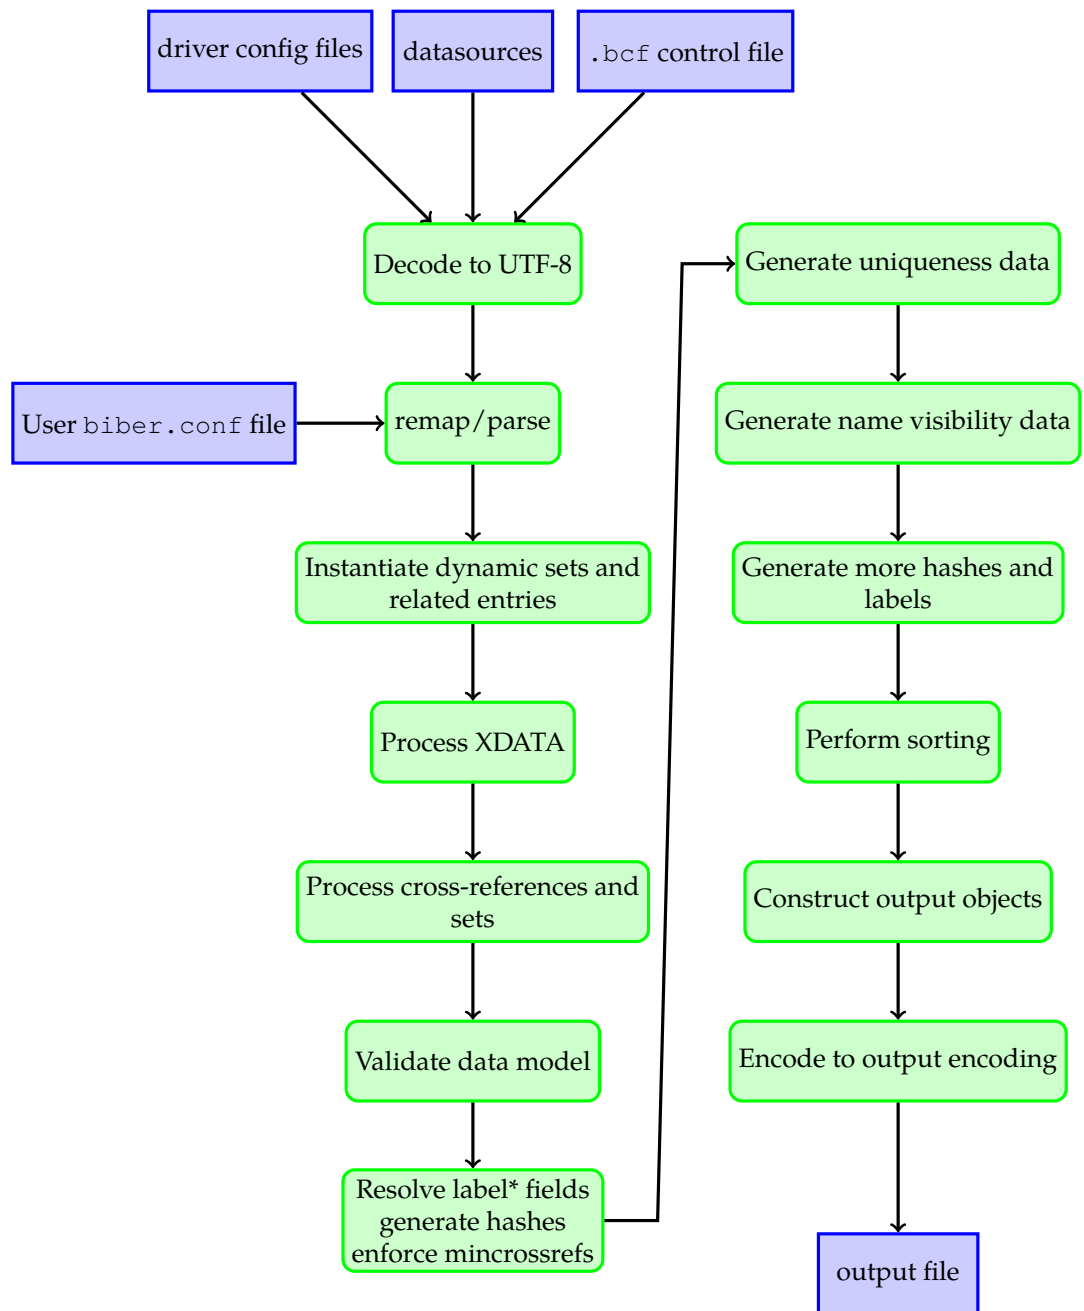 driver config files
datasources
.bcf control file
Decode to UTF-8
User biber.conf file
remap/parse
Instantiate dynamic sets and
related entries
Process XDATA
Process cross-references and
sets
Validate data model
Resolve label* fields
generate hashes
enforce mincrossrefs
Generate uniqueness data
Generate name visibility data
Generate more hashes and
labels
Perform sorting
Construct output objects
Encode to output encoding
output file